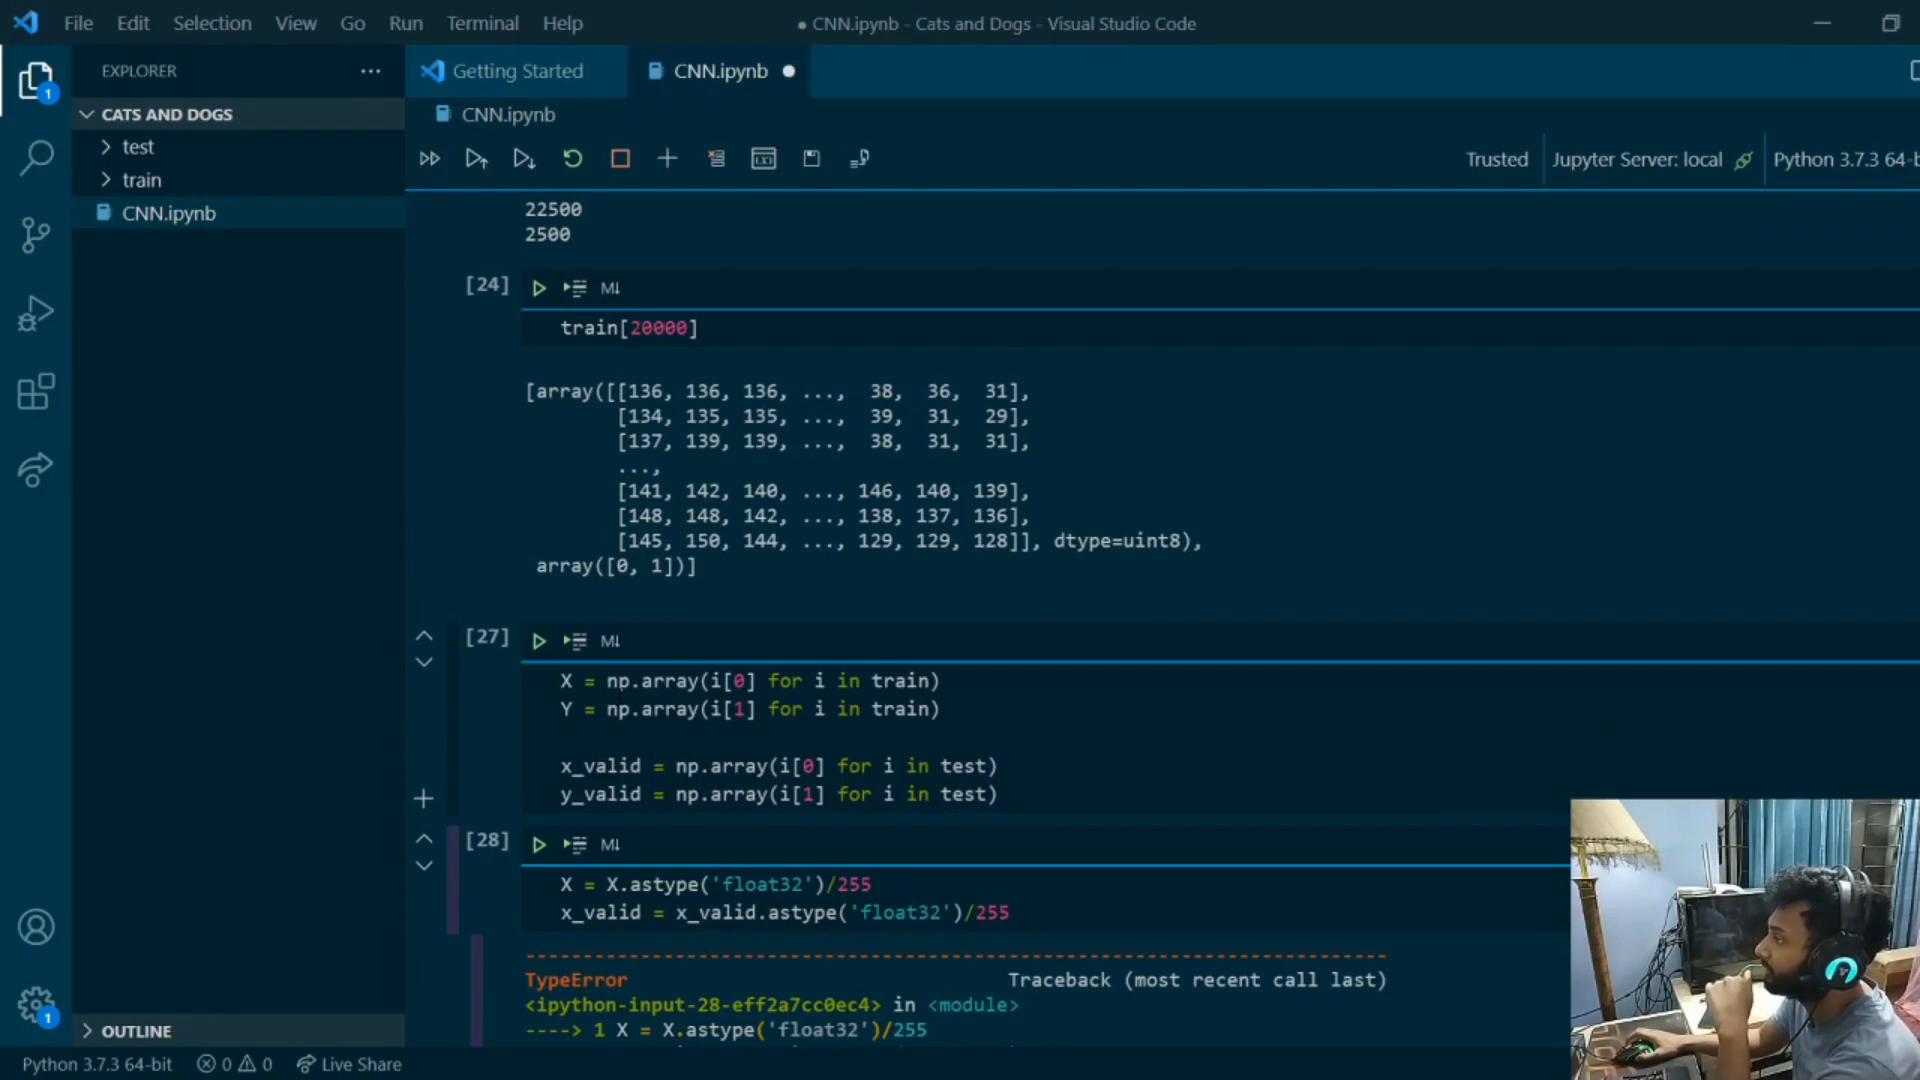 File Edit Selection View Go Run Terminal Help
● CNN.ipynb - Cats and Dogs - Visual Studio Code
EXPLORER
Getting Started
CNN.ipynb
1
CATS AND DOGS
test
train
CNN.ipynb
CNN.ipynb
Trusted
Jupyter Server: local
Python 3.7.3 64-b
22500
2500
[24]
M↓
train[20000]
[array([[136, 136, 136, ..., 38, 36, 31],
[134, 135, 135, ..., 39, 31, 29],
[137, 139, 139, ..., 38, 31, 31],
...,
[141, 142, 140, ..., 146, 140, 139],
[148, 148, 142, ..., 138, 137, 136],
[145, 150, 144, ..., 129, 129, 128]], dtype=uint8),
array([0, 1])]
[27]
M↓
X = np.array(i[0] for i in train)
Y = np.array(i[1] for i in train)
x_valid = np.array(i[0] for i in test)
y_valid = np.array(i[1] for i in test)
[28]
M↓
X = X.astype('float32')/255
x_valid = x_valid.astype('float32')/255
---------------------------------------------------------------------------
TypeError Traceback (most recent call last)
<ipython-input-28-eff2a7cc0ec4> in <module>
----> 1 X = X.astype('float32')/255
1
OUTLINE
Python 3.7.3 64-bit
0
0
Live Share